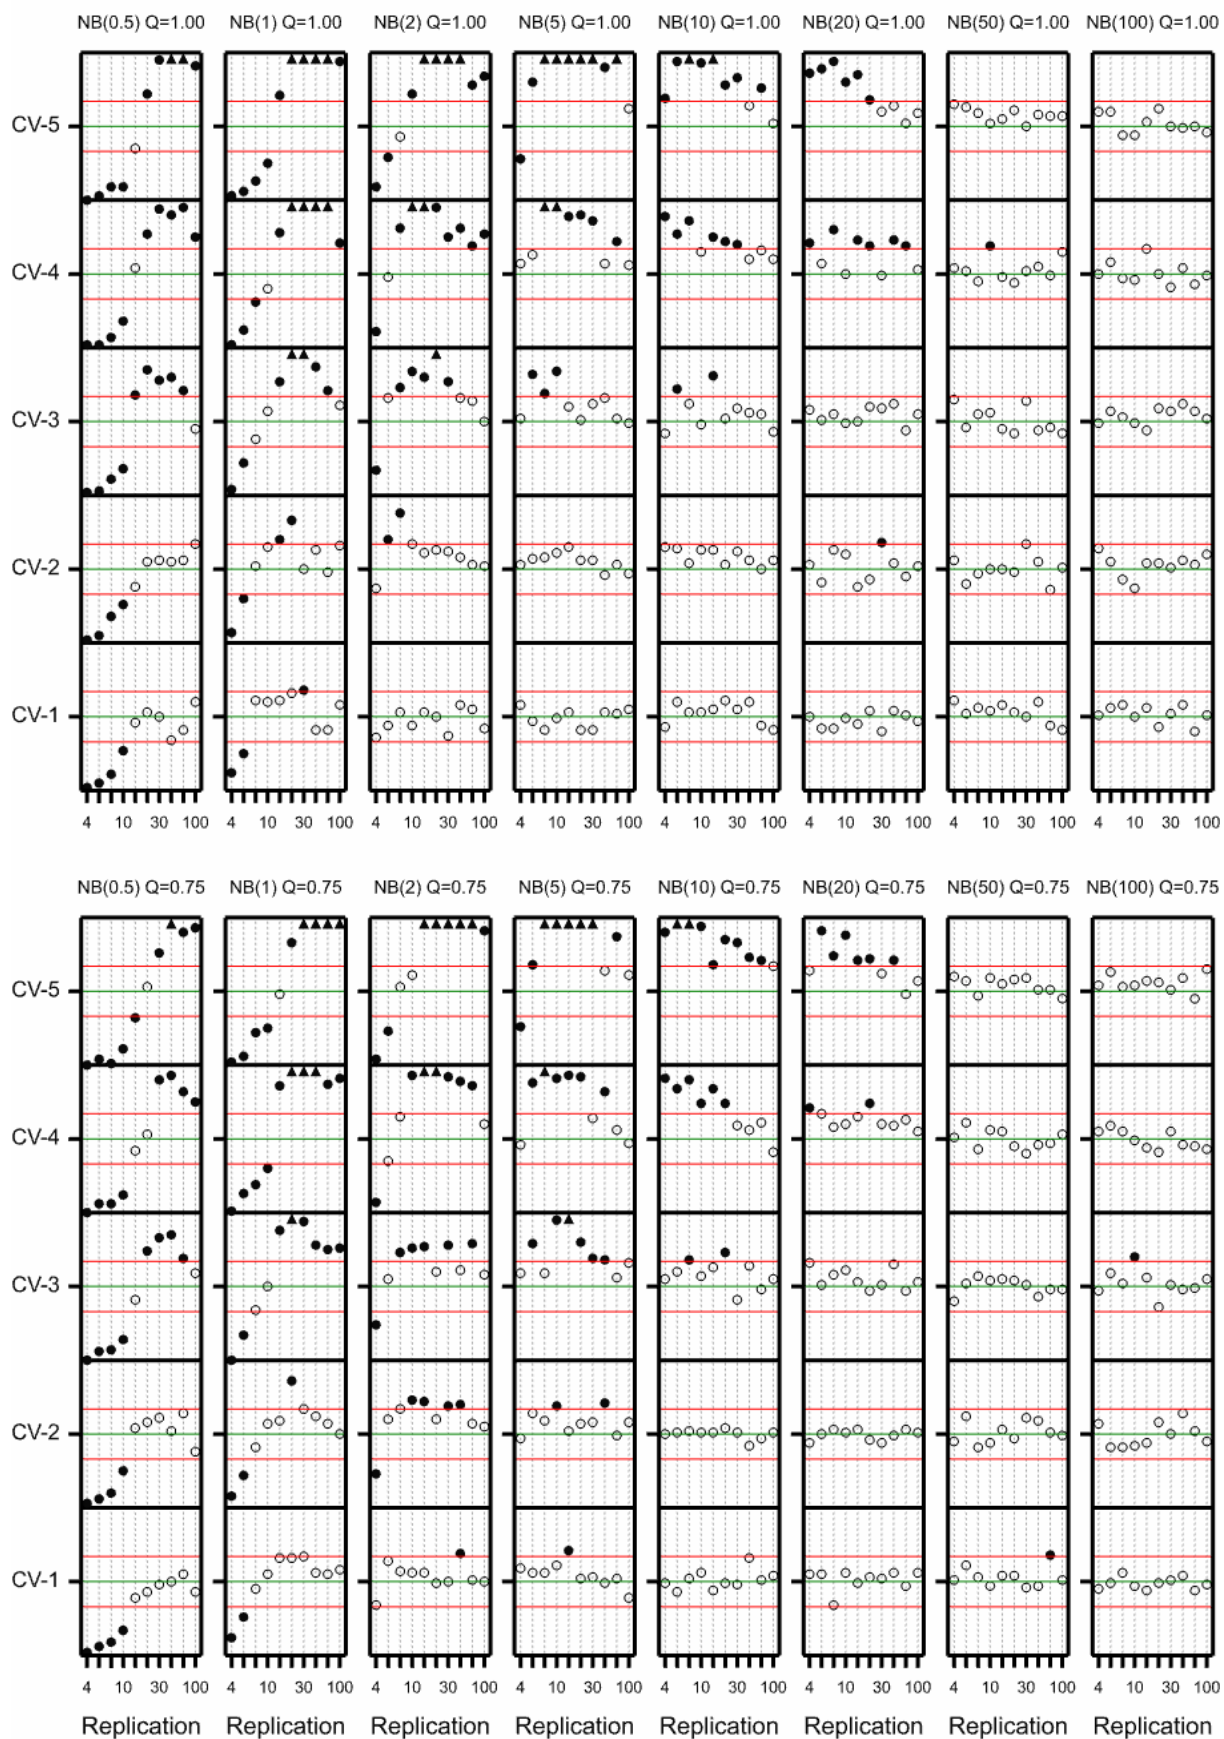 NB(0.5) Q=1.00 NB(1) Q=1.00 NB(2) Q=1.00 NB(5) Q=1.00 NB(10) Q=1.00 NB(20) Q=1.00 NB(50) Q=1.00 NB(100) Q=1.00
CV-5
CV-4
CV-3
CV-2
CV-1
4 10 30 100 4 10 30 100 4 10 30 100 4 10 30 100 4 10 30 100 4 10 30 100 4 10 30 100 4 10 30 100
NB(0.5) Q=0.75 NB(1) Q=0.75 NB(2) Q=0.75 NB(5) Q=0.75 NB(10) Q=0.75 NB(20) Q=0.75 NB(50) Q=0.75 NB(100) Q=0.75
CV-5
CV-4
CV-3
CV-2
CV-1
4 10 30 100 4 10 30 100 4 10 30 100 4 10 30 100 4 10 30 100 4 10 30 100 4 10 30 100 4 10 30 100
Replication Replication Replication Replication Replication Replication Replication Replication